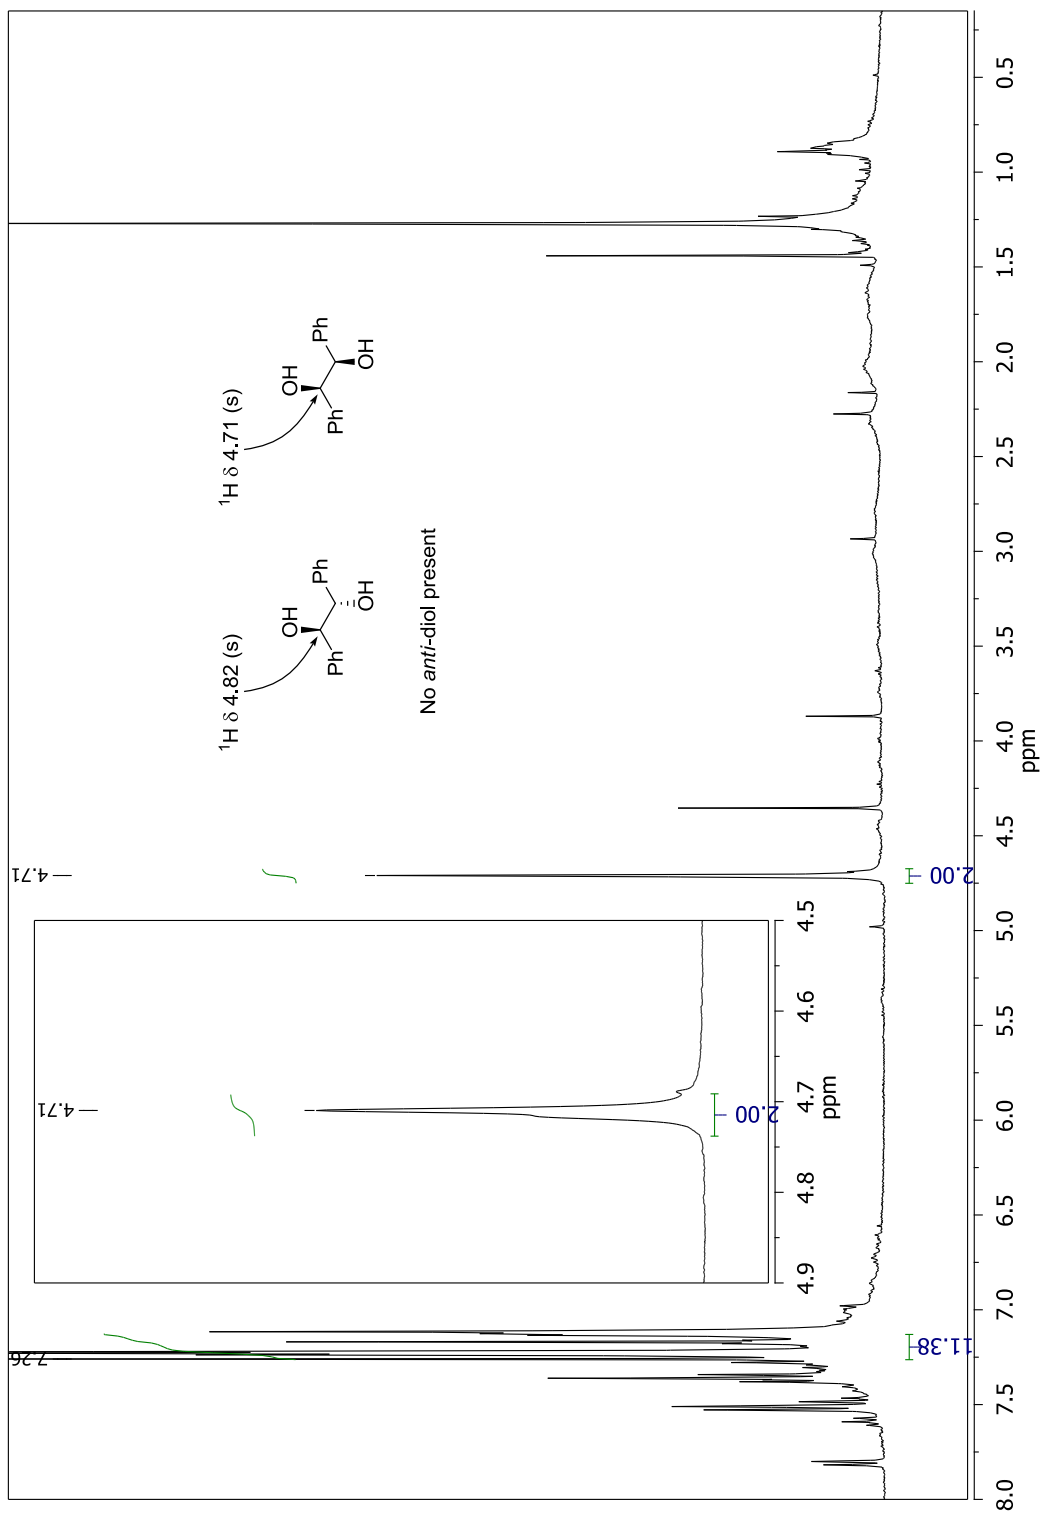 4.71
7.26
4.71
2.00
4.9
4.8
4.7
4.6
4.5
ppm
¹H δ 4.82 (s)
OH
Ph
Ph
OH
¹H δ 4.71 (s)
OH
Ph
Ph
OH
No anti-diol present
11.38
2.00
8.0
7.5
7.0
6.5
6.0
5.5
5.0
4.5
4.0
3.5
3.0
2.5
2.0
1.5
1.0
0.5
ppm